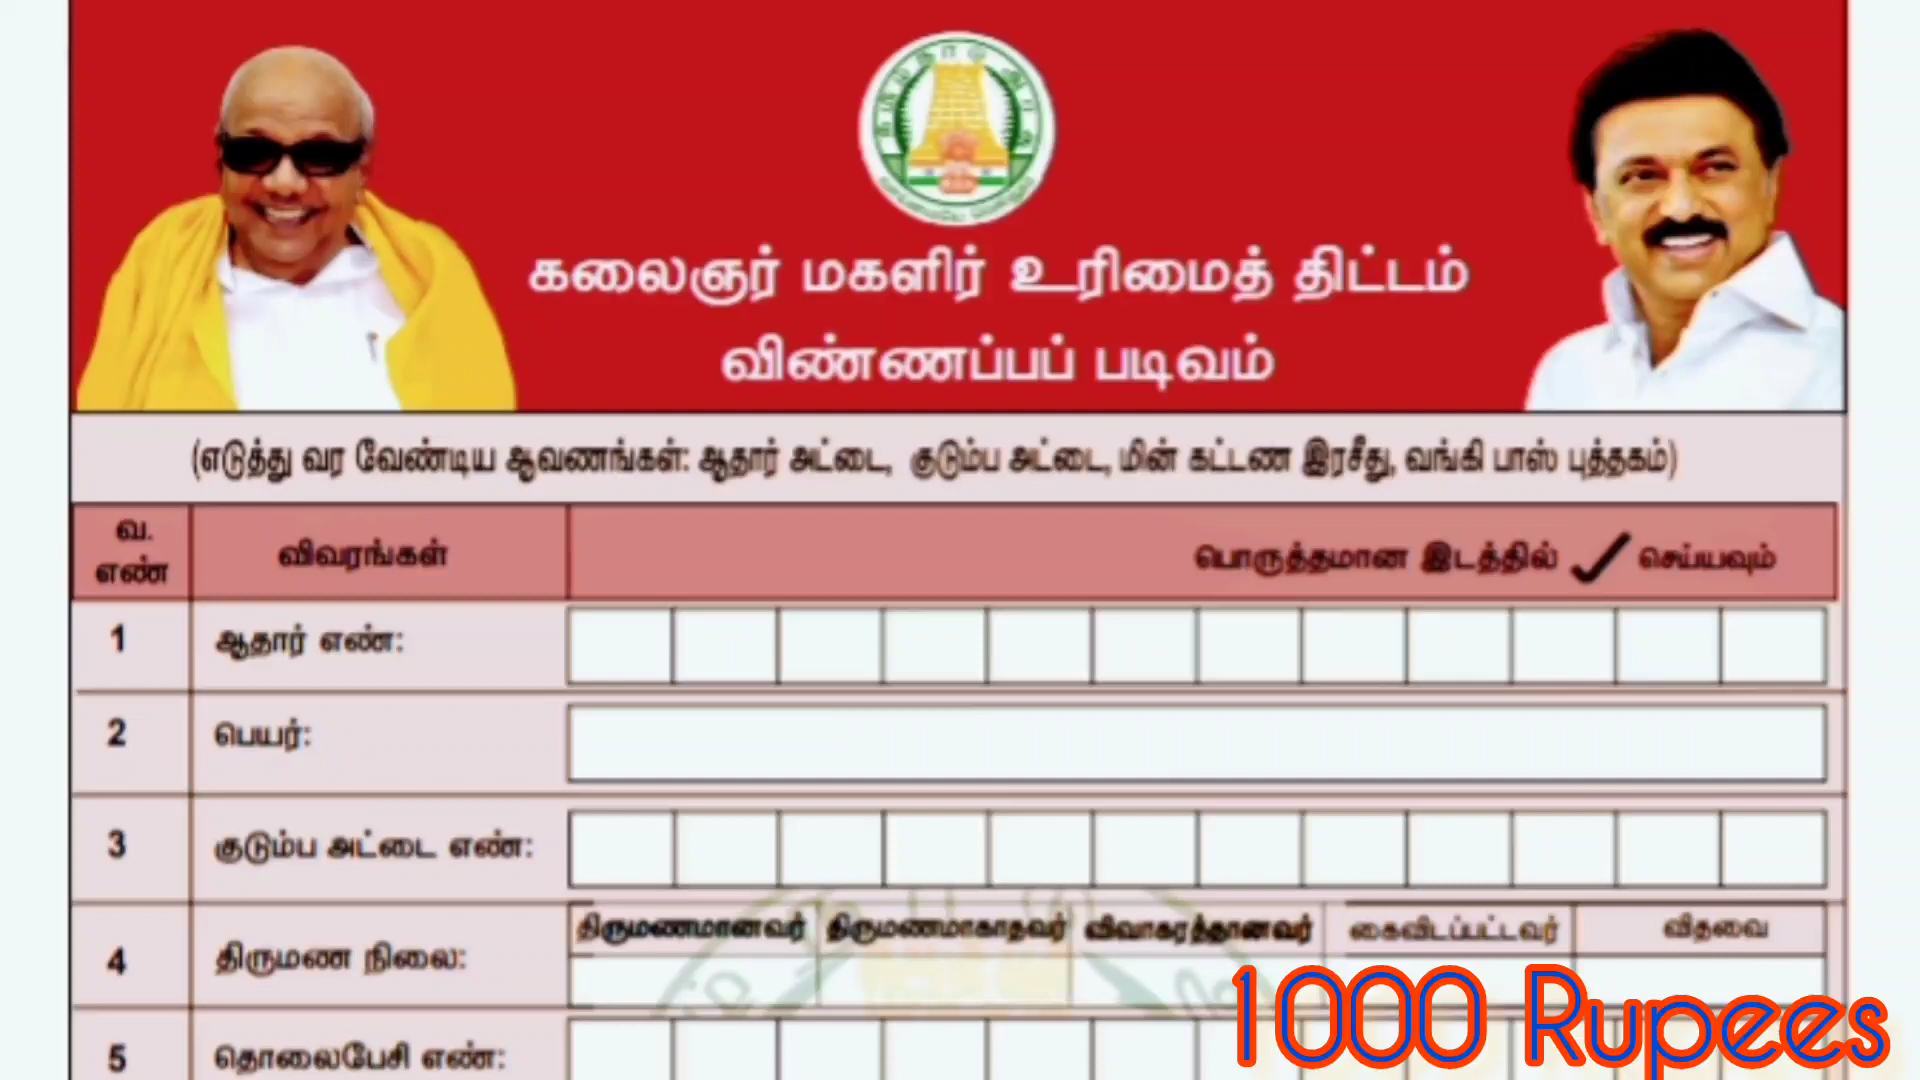 கலைஞர் மகளிர் உரிமைத் திட்டம்
விண்ணப்பப் படிவம்
(எடுத்து வர வேண்டிய ஆவணங்கள்: ஆதார் அட்டை, குடும்ப அட்டை, மின் கட்டண இரசீது, வங்கி பாஸ் புத்தகம்)
வ. எண் விவரங்கள் பொருத்தமான இடத்தில் ✓ செய்யவும்
1 ஆதார் எண்:
2 பெயர்:
3 குடும்ப அட்டை எண்:
4 திருமண நிலை: திருமணமானவர் திருமணமாகாதவர் விவாகரத்தானவர் கைவிடப்பட்டவர் விதவை
5 தொலைபேசி எண்:
1000 Rupees